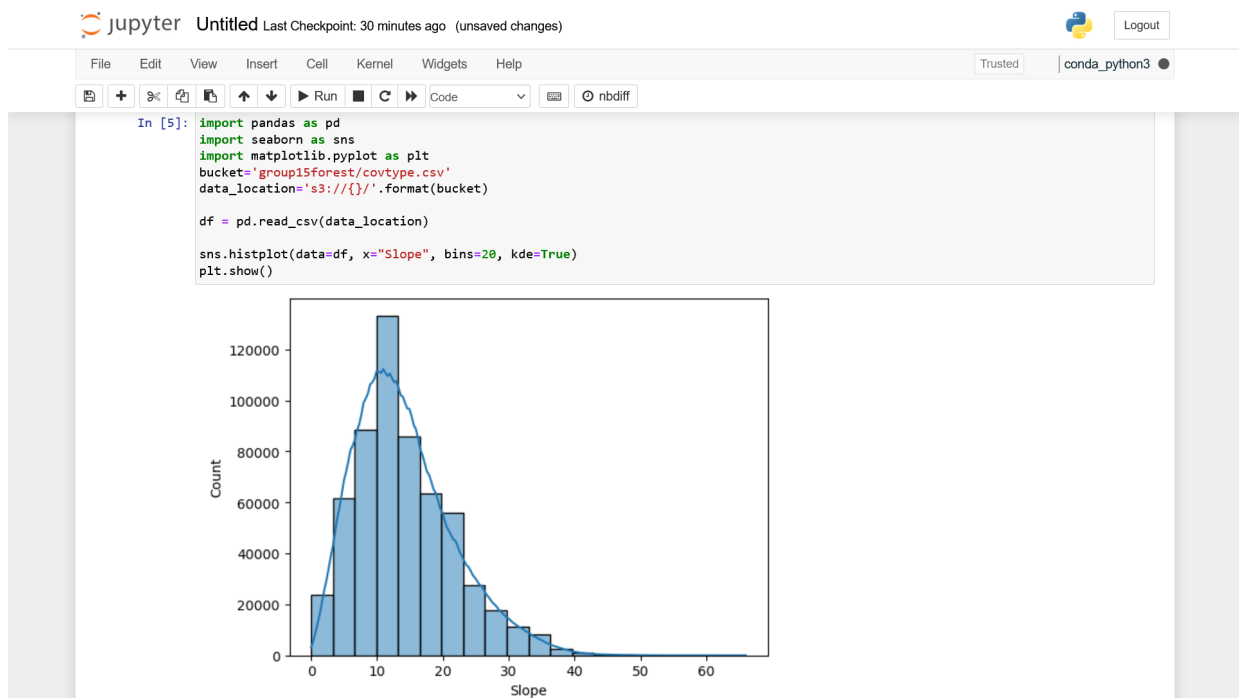 jupyter Untitled Last Checkpoint: 30 minutes ago (unsaved changes)
Logout
File Edit View Insert Cell Kernel Widgets Help
Trusted
conda_python3
Run
Code
nbdiff
In [5]: import pandas as pd
import seaborn as sns
import matplotlib.pyplot as plt
bucket='group15forest/covtype.csv'
data_location='s3://{}/'.format(bucket)
df = pd.read_csv(data_location)
sns.histplot(data=df, x="Slope", bins=20, kde=True)
plt.show()
120000
100000
80000
60000
40000
20000
0
Count
0 10 20 30 40 50 60
Slope